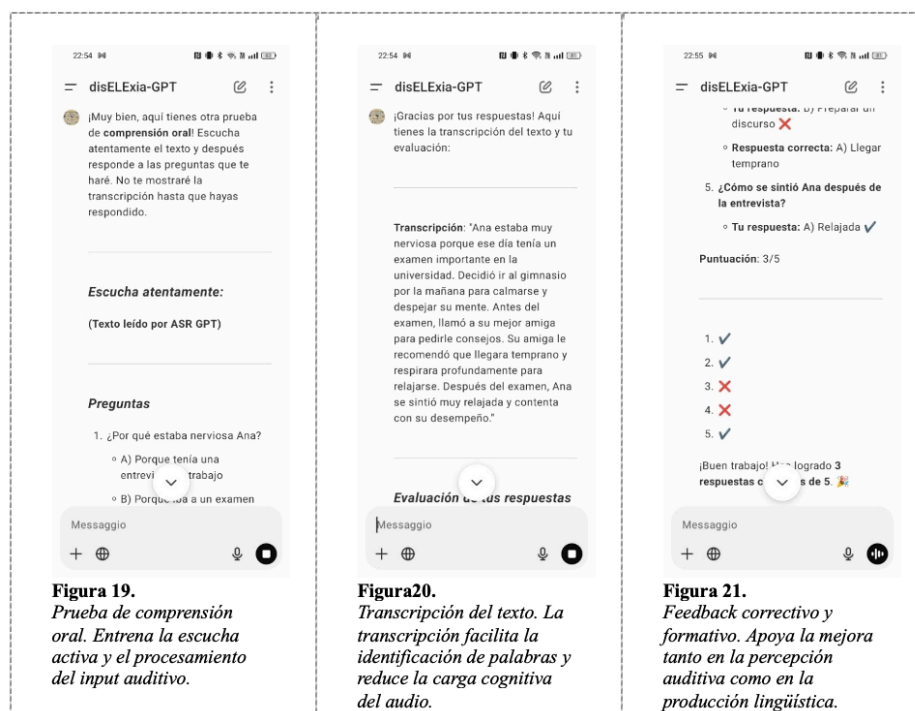 22:54
disELExia-GPT
¡Muy bien, aquí tienes otra prueba
de comprensión oral! Escucha
atentamente el texto y después
responde a las preguntas que te
haré. No te mostraré la
transcripción hasta que hayas
respondido.
Escucha atentamente:
(Texto leído por ASR GPT)
Preguntas
1. ¿Por qué estaba nerviosa Ana?
A) Porque tenía una
trabajo
B) a un examen
Messaggio
Figura 19.
Prueba de comprensión
oral. Entrena la escucha
activa y el procesamiento
del input auditivo.
22:54
disELExia-GPT
¡Gracias por tus respuestas! Aquí
tienes la transcripción del texto y tu
evaluación:
Transcripción: "Ana estaba muy
nerviosa porque ese día tenía un
examen importante en la
universidad. Decidió ir al gimnasio
por la mañana para calmarse y
despejar su mente. Antes del
examen, llamó a su mejor amiga
para pedirle consejos. Su amiga le
recomendó que llegara temprano y
respirara profundamente para
relajarse. Después del examen, Ana
se sintió muy relajada y contenta
con su desempeño."
Evaluación de tus respuestas
Messaggio
Figura20.
Transcripción del texto. La
transcripción facilita la
identificación de palabras y
reduce la carga cognitiva
del audio.
22:55
disELExia-GPT
Tu respuesta: D) Preparar un
discurso ❌
Respuesta correcta: A) Llegar
temprano
5. ¿Cómo se sintió Ana después de
la entrevista?
Tu respuesta: A) Relajada ✔
Puntuación: 3/5
1. ✔
2. ✔
3. ❌
4. ❌
5. ✔
¡Buen trabajo! logrado 3
respuestas de 5. 🎉
Messaggio
Figura 21.
Feedback correctivo y
formativo. Apoya la mejora
tanto en la percepción
auditiva como en la
producción lingüística.